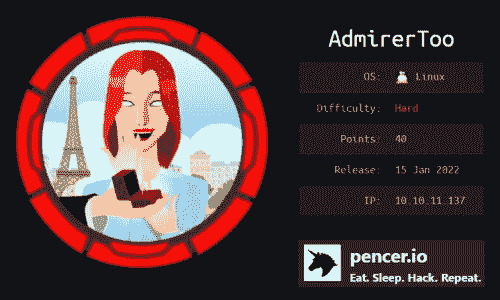 AdmirerToo
OS: Linux
Difficulty: Hard
Points: 40
Release: 15 Jan 2022
IP: 10.10.11.137
pencer.io
Eat. Sleep. Hack. Repeat.